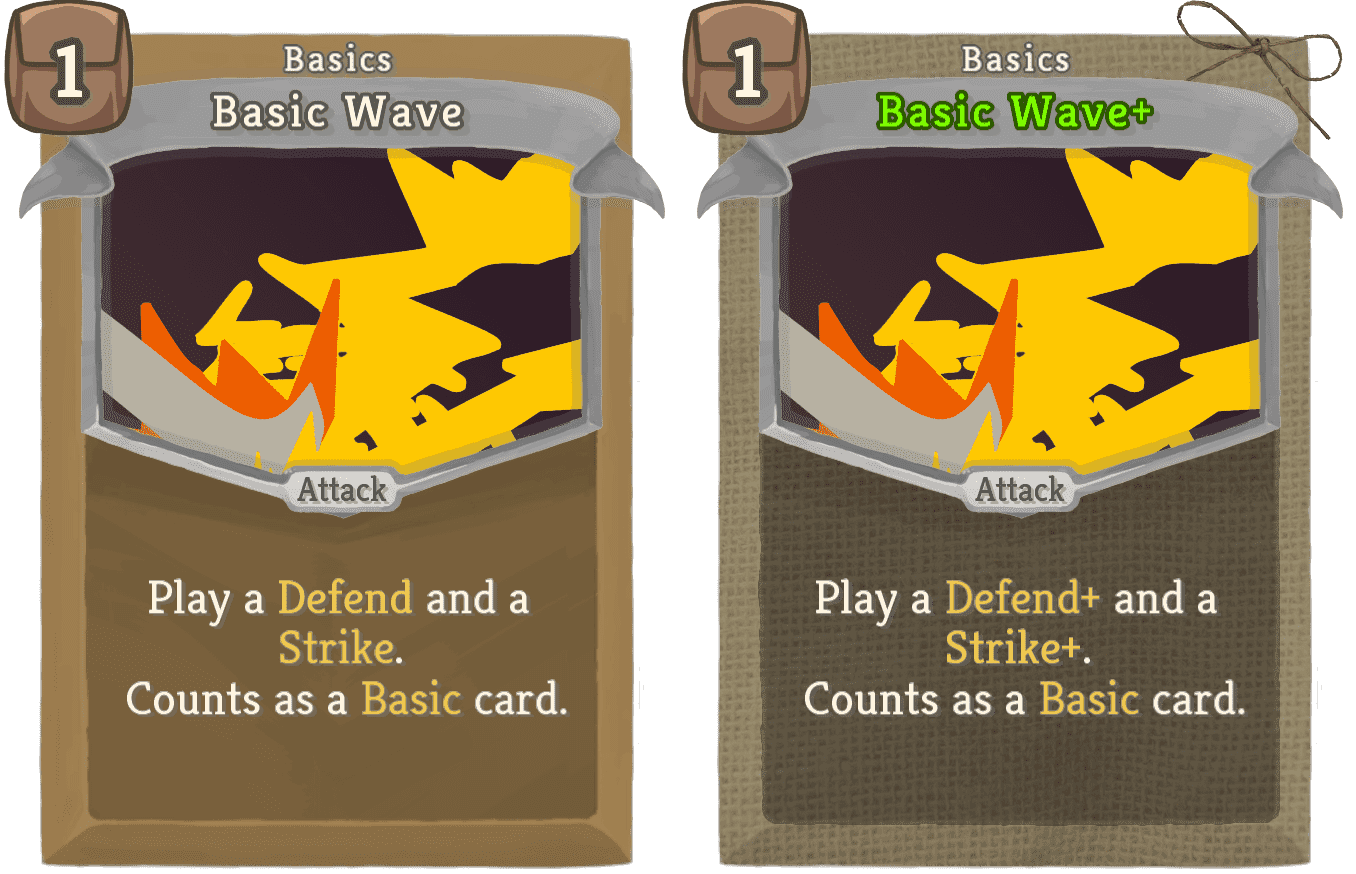 1
Basics
Basic Wave
Attack
Play a Defend and a
Strike.
Counts as a Basic card.
1
Basics
Basic Wave+
Attack
Play a Defend+ and a
Strike+.
Counts as a Basic card.